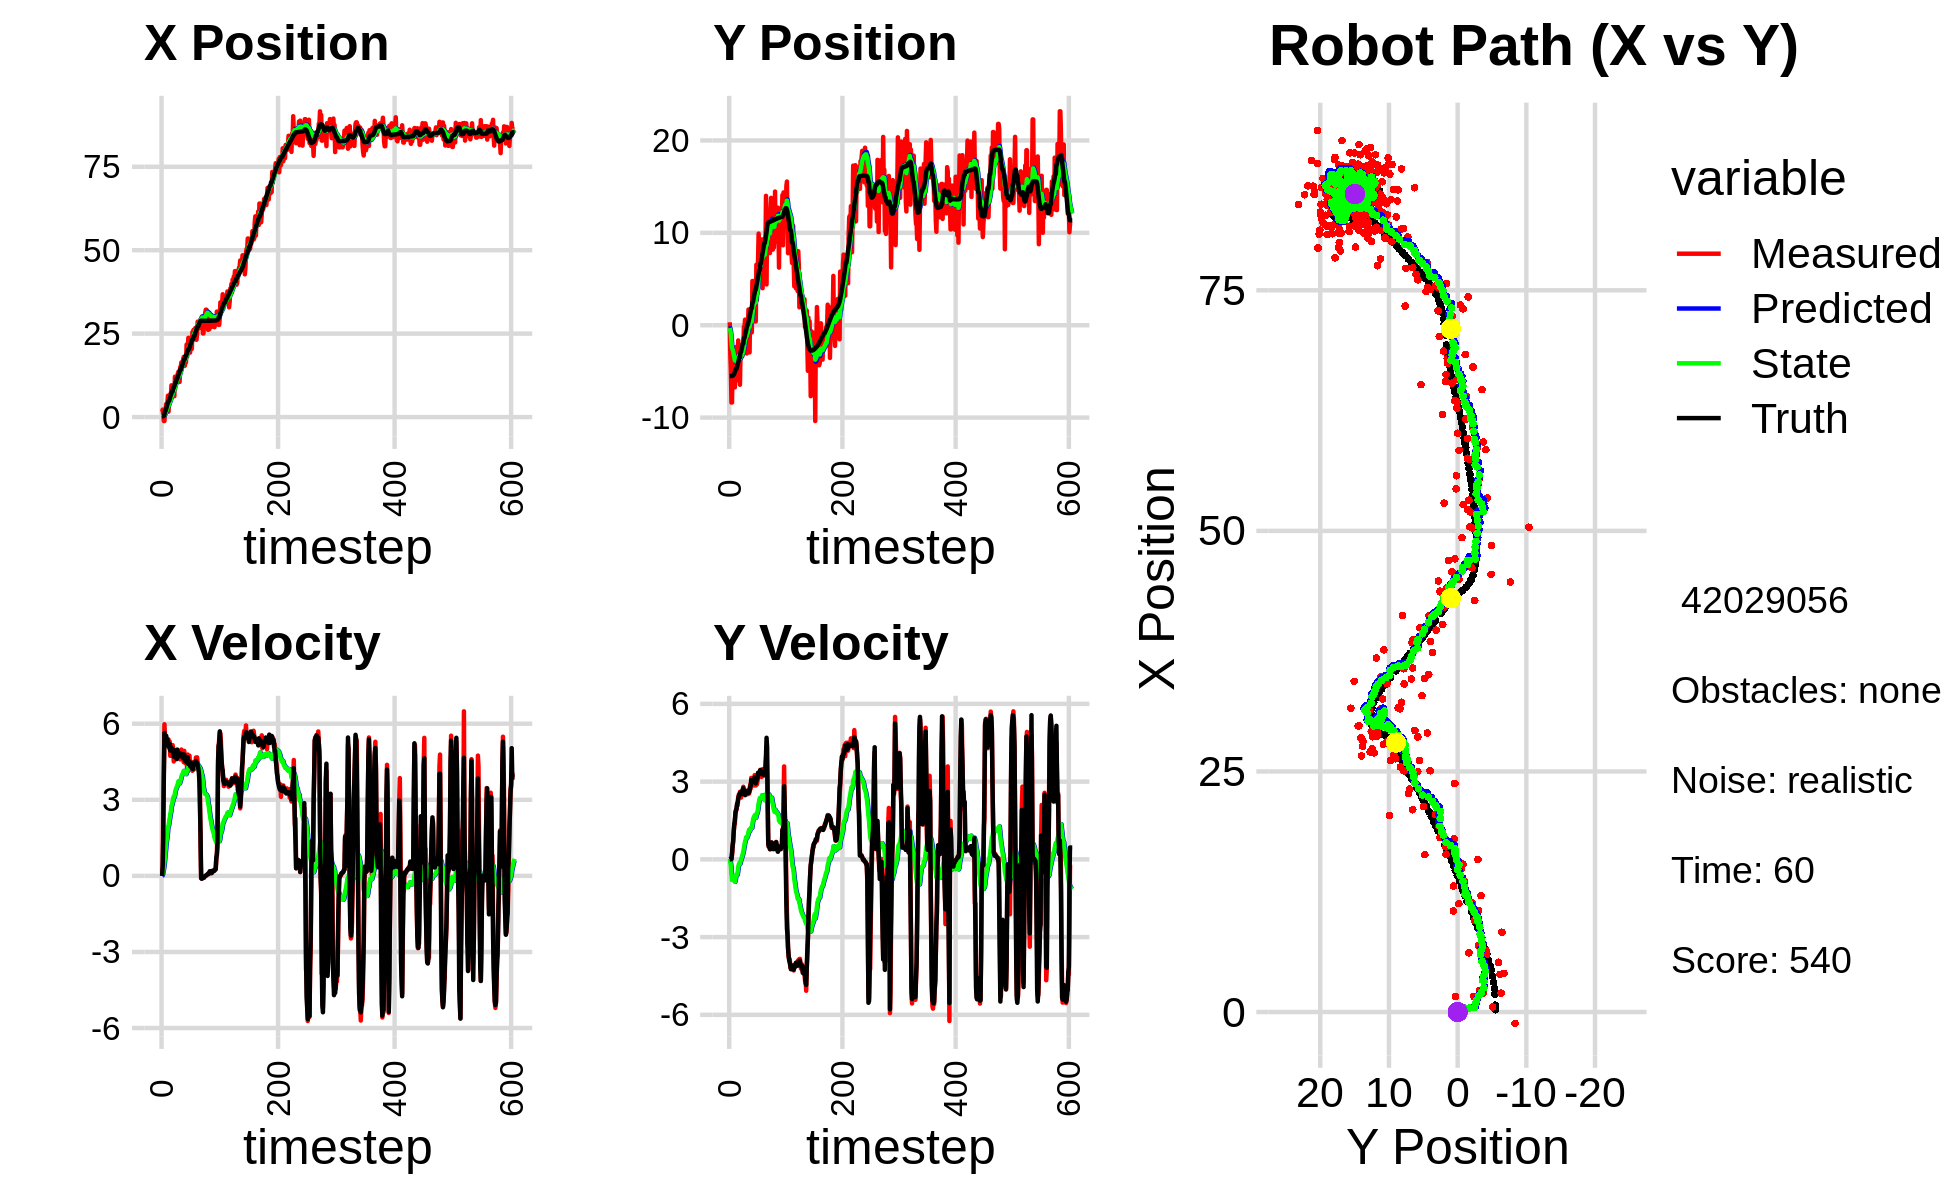 X Position
75
50
25
0
0
200
400
600
timestep
Y Position
20
10
0
-10
0
200
400
600
timestep
X Velocity
6
3
0
-3
-6
0
200
400
600
timestep
Y Velocity
6
3
0
-3
-6
0
200
400
600
timestep
Robot Path (X vs Y)
X Position
75
50
25
0
20 10 0 -10 -20
Y Position
variable
Measured
Predicted
State
Truth
42029056
Obstacles: none
Noise: realistic
Time: 60
Score: 540